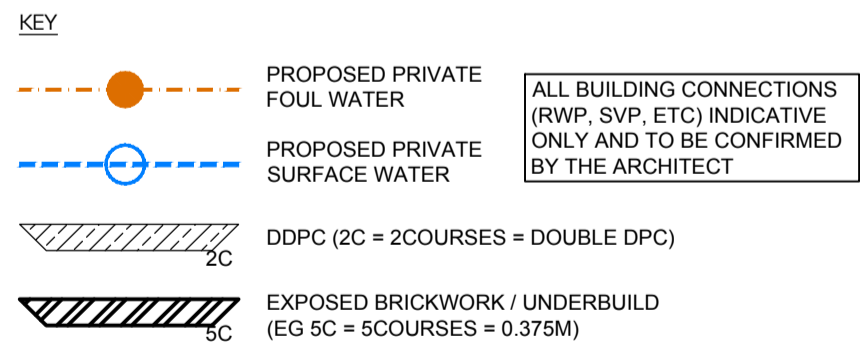 KEY
PROPOSED PRIVATE
FOUL WATER
ALL BUILDING CONNECTIONS
(RWP, SVP, ETC) INDICATIVE
ONLY AND TO BE CONFIRMED
BY THE ARCHITECT
PROPOSED PRIVATE
SURFACE WATER
2C
DDPC (2C = 2COURSES = DOUBLE DPC)
5C
EXPOSED BRICKWORK / UNDERBUILD
(EG 5C = 5COURSES = 0.375M)